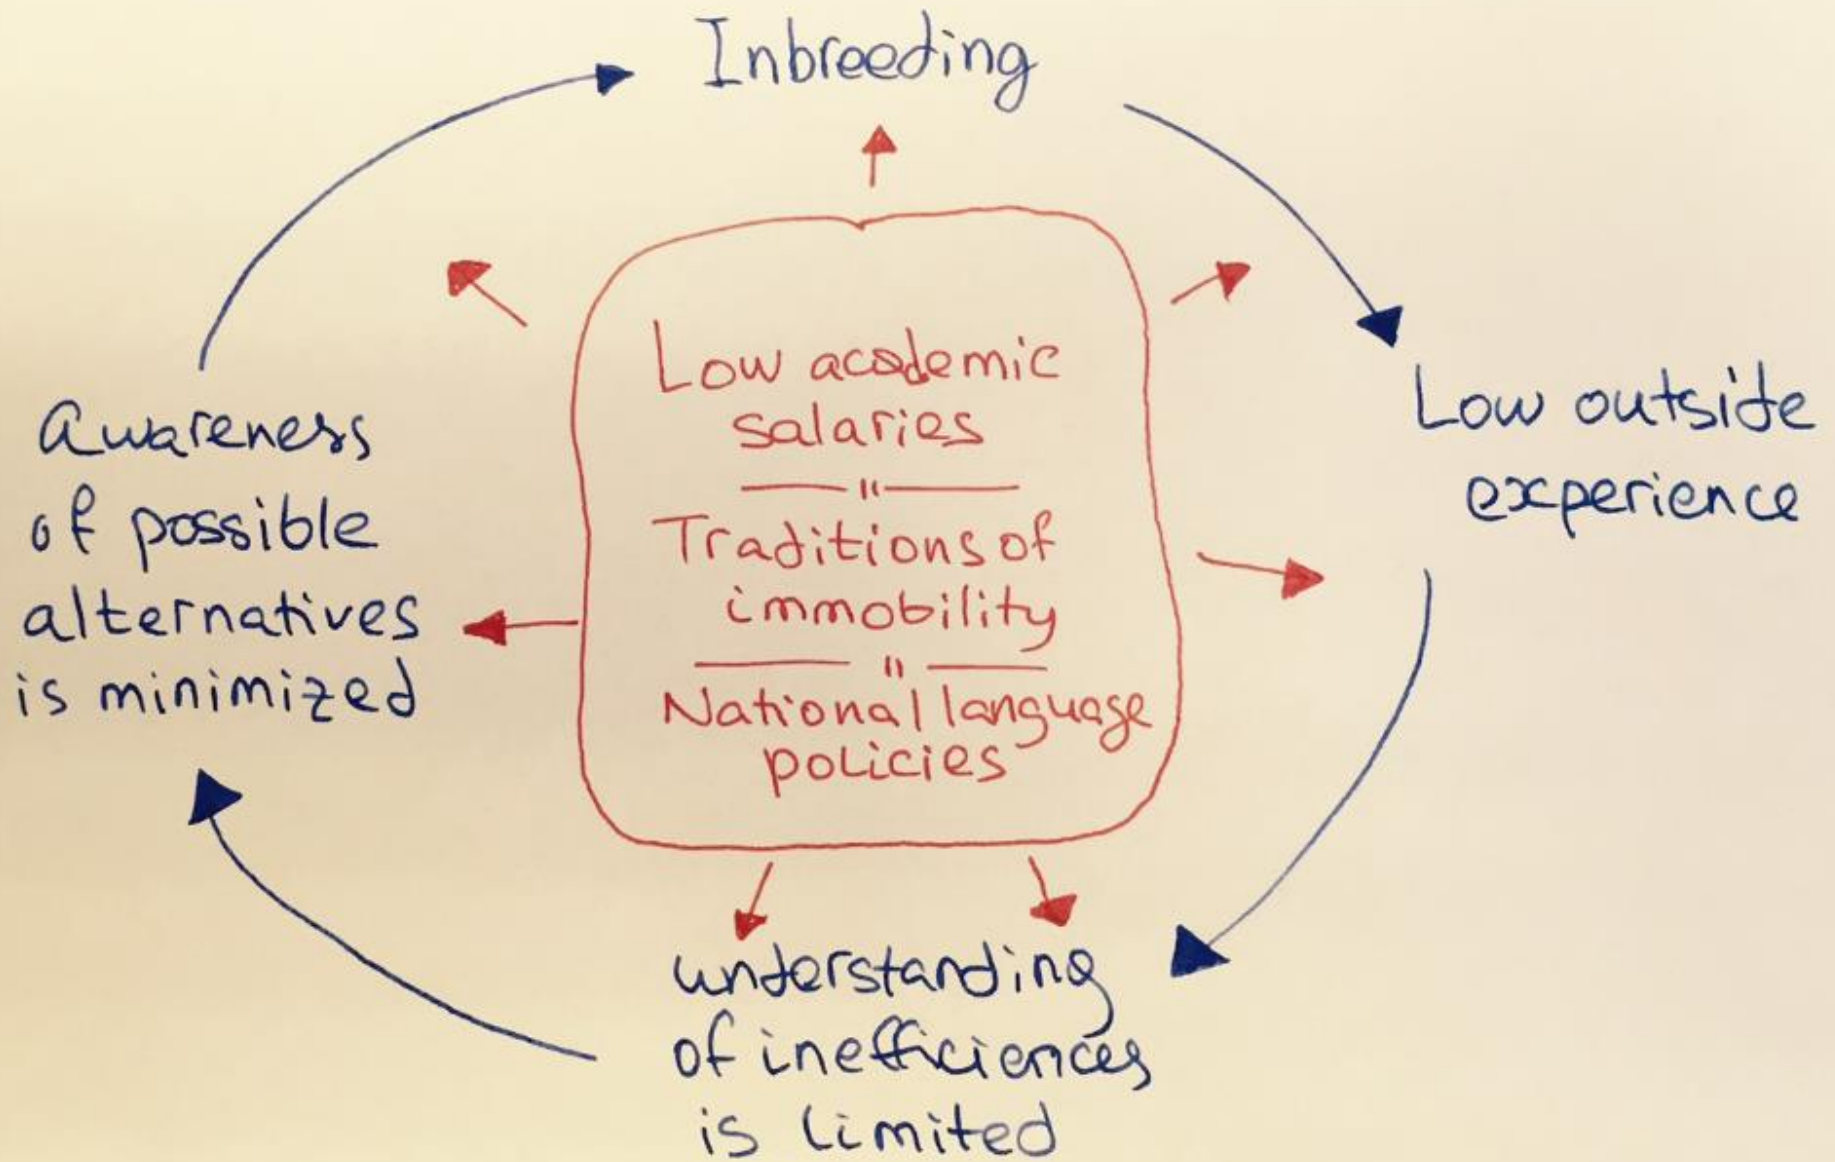 Inbreeding
Low outside
experience
understanding
of inefficiences
is limited
Awareness
of possible
alternatives
is minimized
Low academic
salaries
Traditions of
immobility
National language
policies